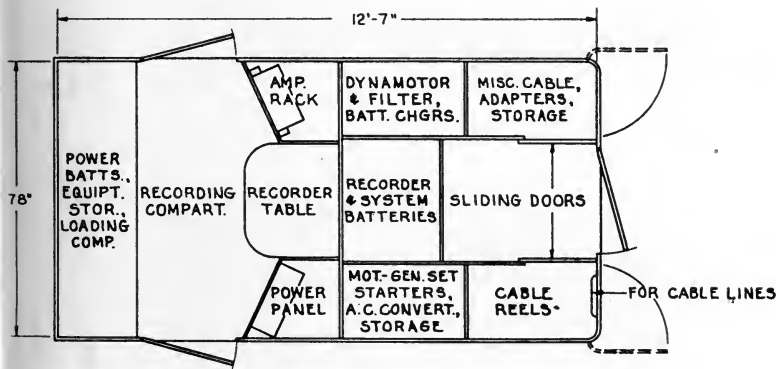 12'-7"
78"
POWER
BATTS.,
EQUIPT.
STOR.,
LOADING
COMP.
RECORDING
COMPART.
AMP.
RACK
RECORDER
TABLE
POWER
PANEL
DYNAMOTOR
& FILTER,
BATT. CHGRS.
RECORDER
& SYSTEM
BATTERIES
MOT.-GEN. SET
STARTERS,
A.C. CONVERT.,
STORAGE
MISC. CABLE,
ADAPTERS,
STORAGE
SLIDING DOORS
CABLE
REELS
FOR CABLE LINES